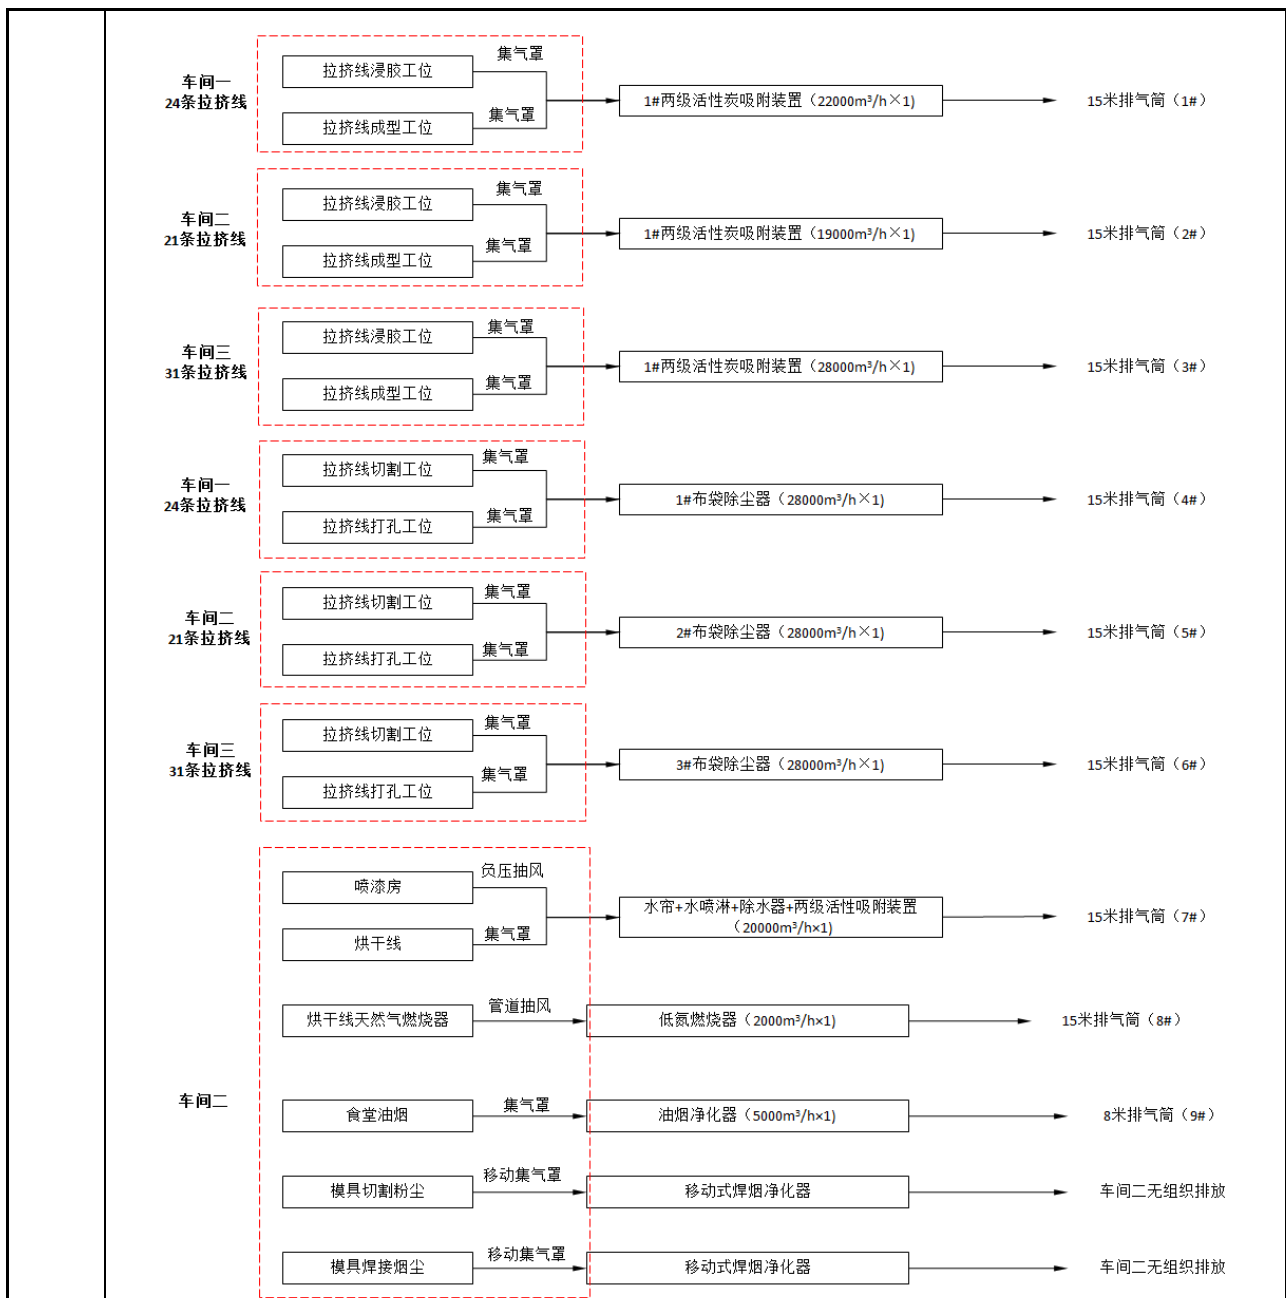 车间一
24条拉挤线
拉挤线浸胶工位
集气罩
拉挤线成型工位
集气罩
1#两级活性炭吸附装置（22000m³/h×1)
15米排气筒（1#）
车间二
21条拉挤线
拉挤线浸胶工位
集气罩
拉挤线成型工位
集气罩
1#两级活性炭吸附装置（19000m³/h×1)
15米排气筒（2#）
车间三
31条拉挤线
拉挤线浸胶工位
集气罩
拉挤线成型工位
集气罩
1#两级活性炭吸附装置（28000m³/h×1)
15米排气筒（3#）
车间一
24条拉挤线
拉挤线切割工位
集气罩
拉挤线打孔工位
集气罩
1#布袋除尘器（28000m³/h×1)
15米排气筒（4#）
车间二
21条拉挤线
拉挤线切割工位
集气罩
拉挤线打孔工位
集气罩
2#布袋除尘器（28000m³/h×1)
15米排气筒（5#）
车间三
31条拉挤线
拉挤线切割工位
集气罩
拉挤线打孔工位
集气罩
3#布袋除尘器（28000m³/h×1)
15米排气筒（6#）
车间二
喷漆房
负压抽风
烘干线
集气罩
水帘+水喷淋+除水器+两级活性吸附装置
（20000m³/h×1)
15米排气筒（7#）
烘干线天然气燃烧器
管道抽风
低氮燃烧器（2000m³/h×1)
15米排气筒（8#）
食堂油烟
集气罩
油烟净化器（5000m³/h×1)
8米排气筒（9#）
模具切割粉尘
移动集气罩
移动式焊烟净化器
车间二无组织排放
模具焊接烟尘
移动集气罩
移动式焊烟净化器
车间二无组织排放